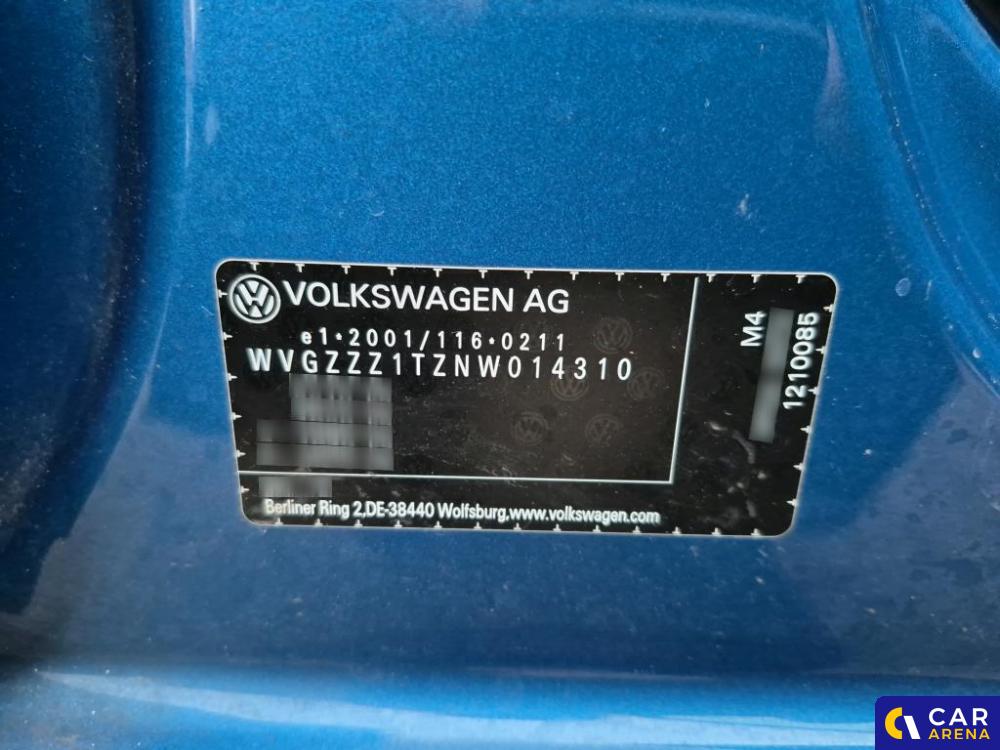 VOLKSWAGEN AG
e1*2001/116*0211
WVGZZZ1TZNW014310
Berliner Ring 2,DE-38440 Wolfsburg,www.volkswagen.com
M4
1210085
CAR
ARENA